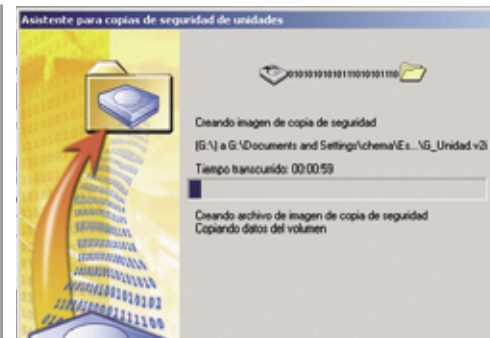 Asistente para copias de seguridad de unidades
Creando imagen de copia de seguridad
(G:\) a G:\Documents and Settings\chema\Es...\G_Unidad.v2i
Tiempo transcurrido: 00:00:59
Creando archivo de imagen de copia de seguridad
Copiando datos del volumen